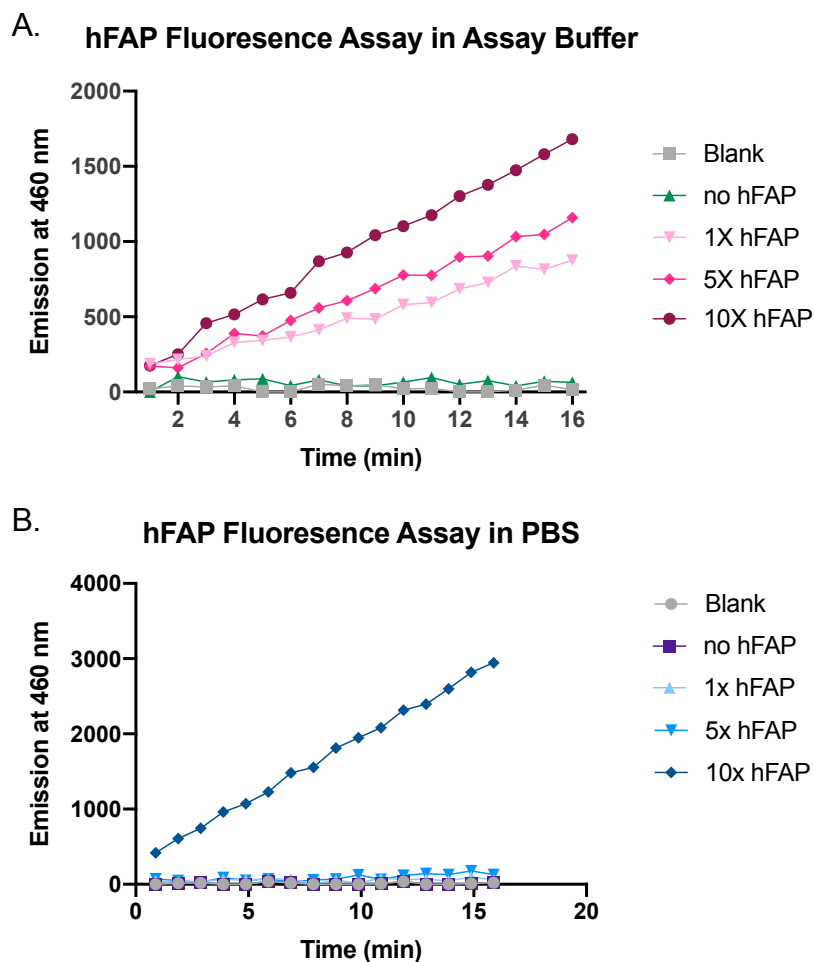 A.
hFAP Fluoresence Assay in Assay Buffer
2000
1500
1000
500
0
Emission at 460 nm
2 4 6 8 10 12 14 16
Time (min)
Blank
no hFAP
1X hFAP
5X hFAP
10X hFAP
B.
hFAP Fluoresence Assay in PBS
4000
3000
2000
1000
0
Emission at 460 nm
0 5 10 15 20
Time (min)
Blank
no hFAP
1x hFAP
5x hFAP
10x hFAP